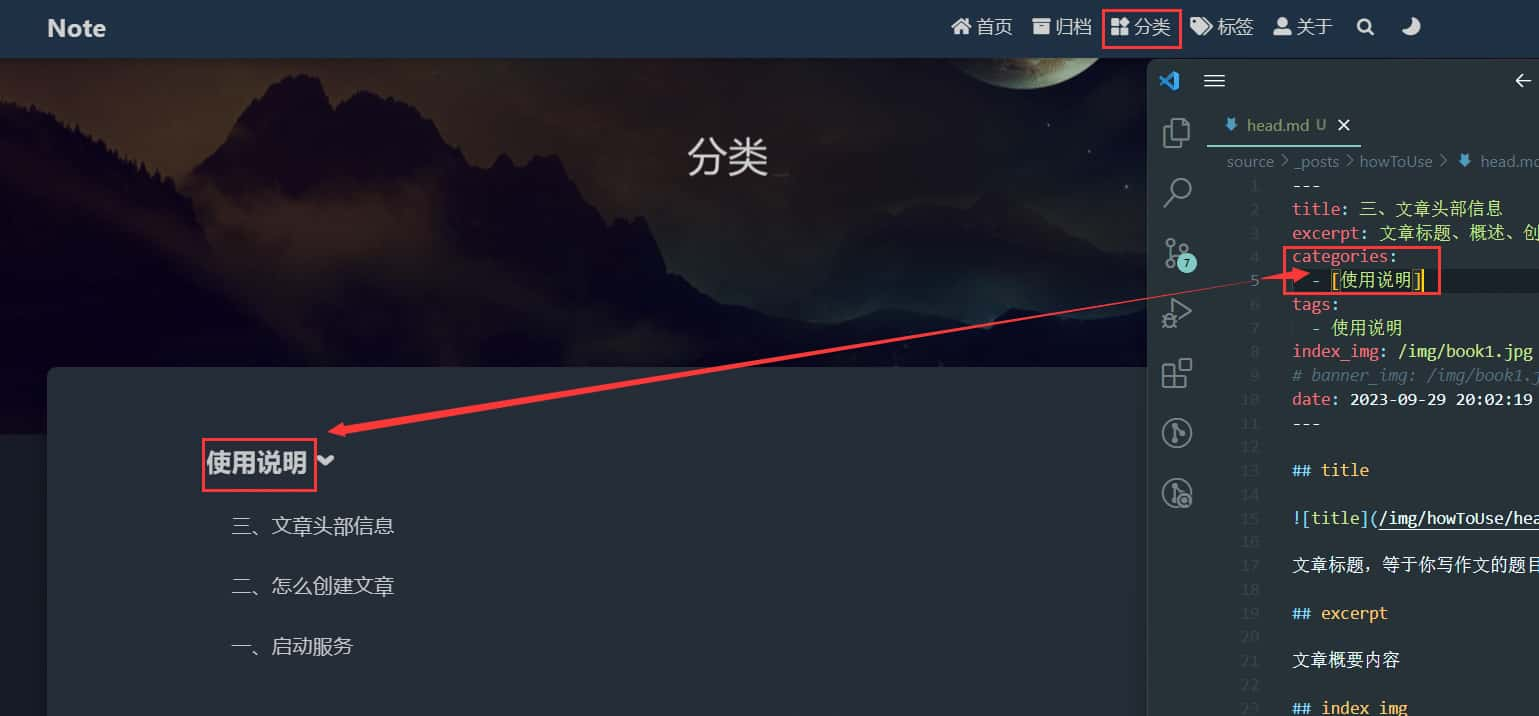 Note
首页 归档 分类 标签 关于
分类_
使用说明
三、文章头部信息
二、怎么创建文章
一、启动服务
head.md U
source > _posts > howToUse > head.md
7
1 ---
2 title: 三、文章头部信息
3 excerpt: 文章标题、概述、创
4 categories:
5 - [使用说明]
6 tags:
7 - 使用说明
8 index_img: /img/book1.jpg
9 # banner_img: /img/book1.j
10 date: 2023-09-29 20:02:19
11 ---
12
13 ## title
14
15 ![title](/img/howToUse/hea
16
17 文章标题，等于你写作文的题目
18
19 ## excerpt
20
21 文章概要内容
22
23 ## index_img